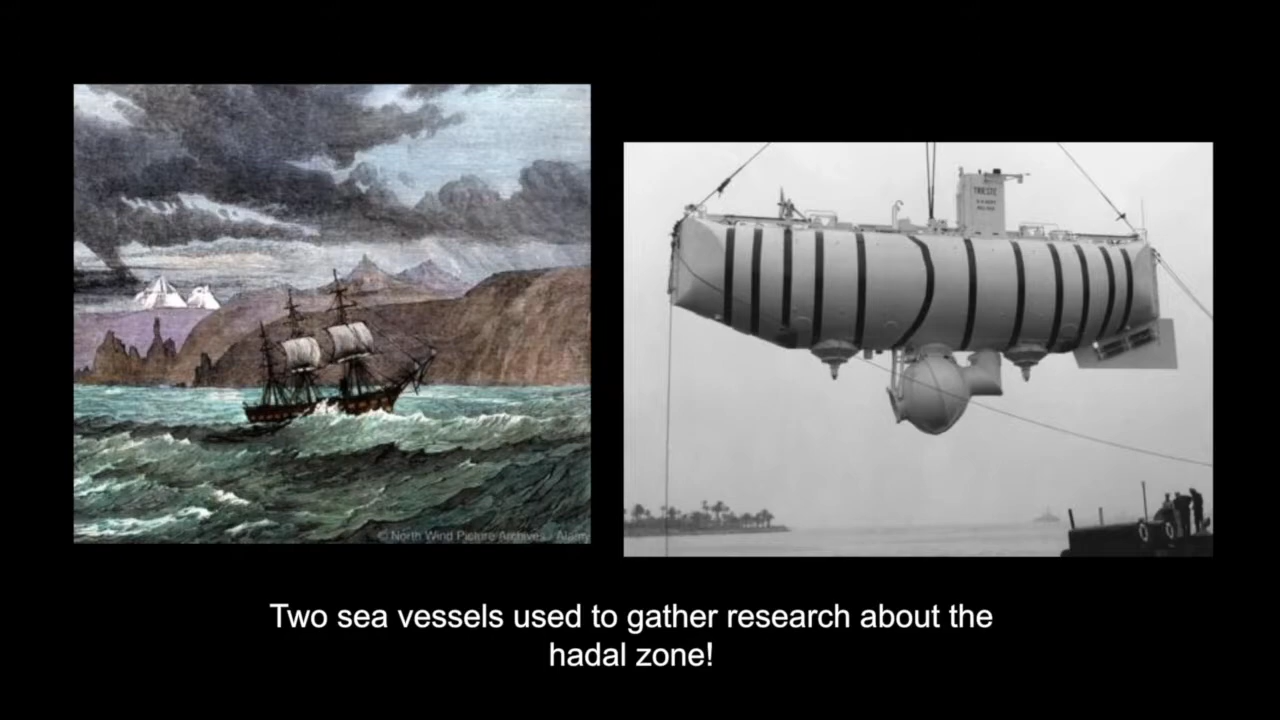 TRIESTE
© North Wind Picture Archives / Alamy
Two sea vessels used to gather research about the
hadal zone!